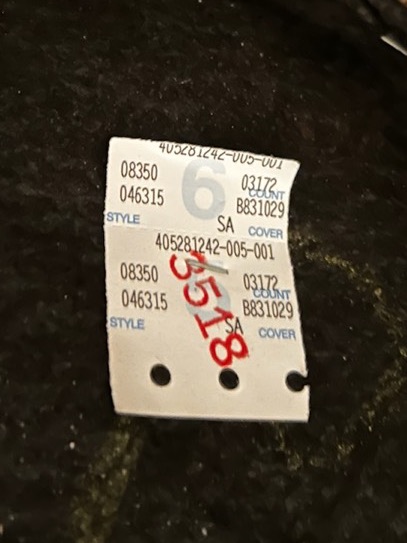 405281242-005-001
08350 6 03172
COUNT
046315 B831029
STYLE SA COVER
405281242-005-001
08350 03172
COUNT
046315 B831029
STYLE SA COVER
3518